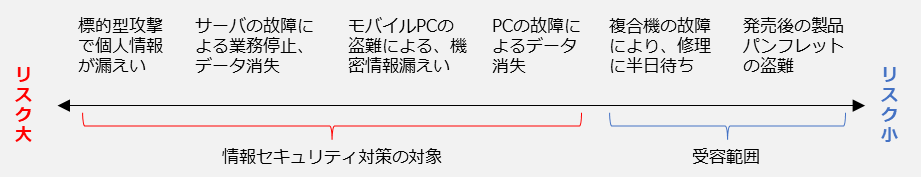 標的型攻撃
で個人情報
が漏えい
サーバの故障に
よる業務停止、
データ消失
モバイルPCの
盗難による、機
密情報漏えい
PCの故障に
よるデータ
消失
複合機の故障
により、修理
に半日待ち
発売後の製品
パンフレット
の盗難
リスク大
リスク小
情報セキュリティ対策の対象
受容範囲